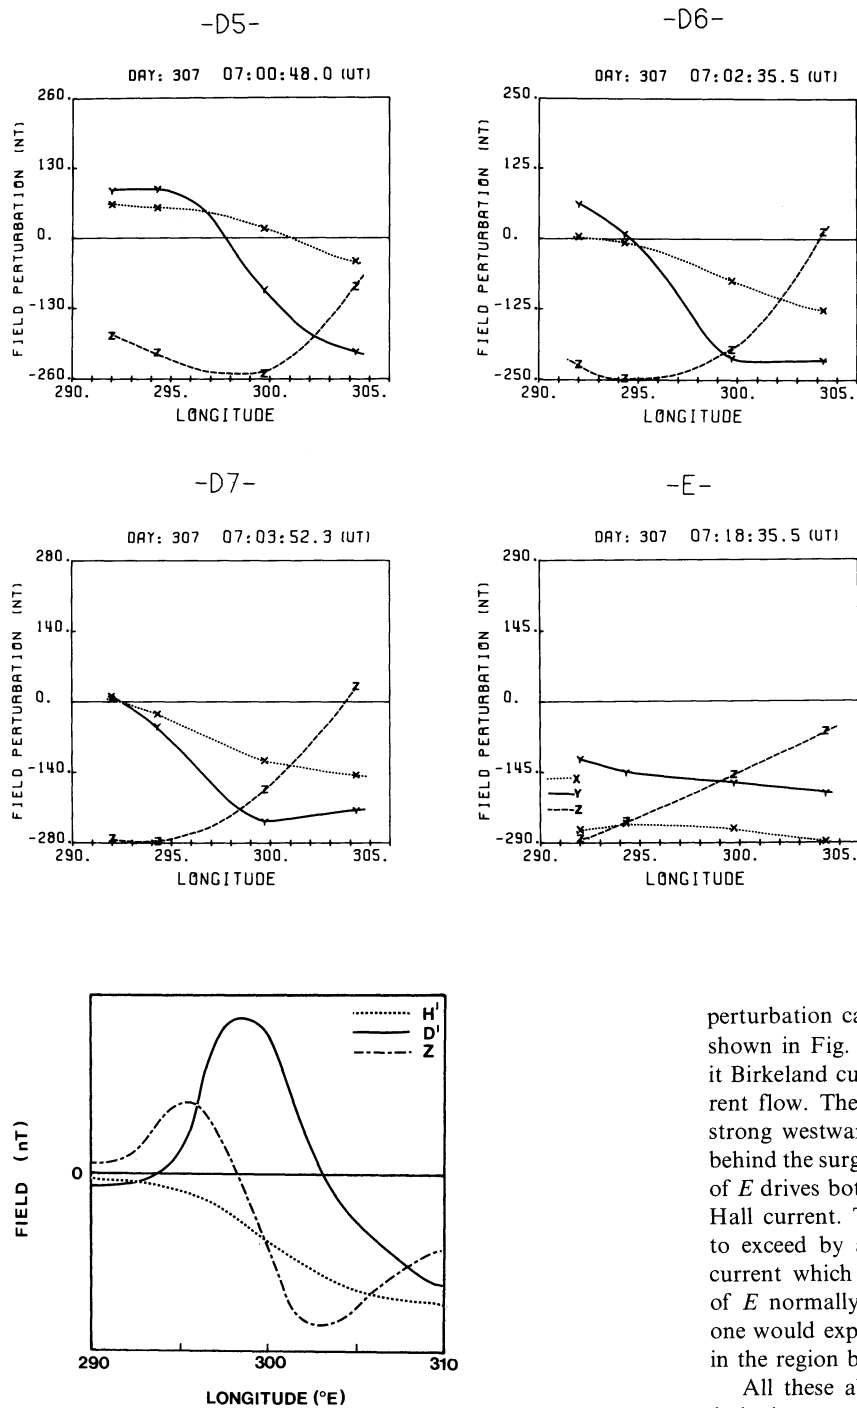 -D5-
DAY: 307 07:00:48.0 (UT)
260.
130.
0.
-130.
-260.
FIELD PERTURBATION (NT)
290. 295. 300. 305.
LONGITUDE
-D6-
DAY: 307 07:02:35.5 (UT)
250.
125.
0.
-125.
-250.
FIELD PERTURBATION (NT)
290. 295. 300. 305.
LONGITUDE
-D7-
DAY: 307 07:03:52.3 (UT)
280.
140.
0.
-140.
-280.
FIELD PERTURBATION (NT)
290. 295. 300. 305.
LONGITUDE
-E-
DAY: 307 07:18:35.5 (UT)
290.
145.
0.
-145.
-290.
FIELD PERTURBATION (NT)
X
Y
Z
290. 295. 300. 305.
LONGITUDE
H'
D'
Z
FIELD (nT)
0
290 300 310
LONGITUDE (°E)
perturbation ca
shown in Fig.
it Birkeland cu
rent flow. The
strong westwar
behind the surg
of E drives bot
Hall current. T
to exceed by a
current which
of E normally
one would exp
in the region b
All these a